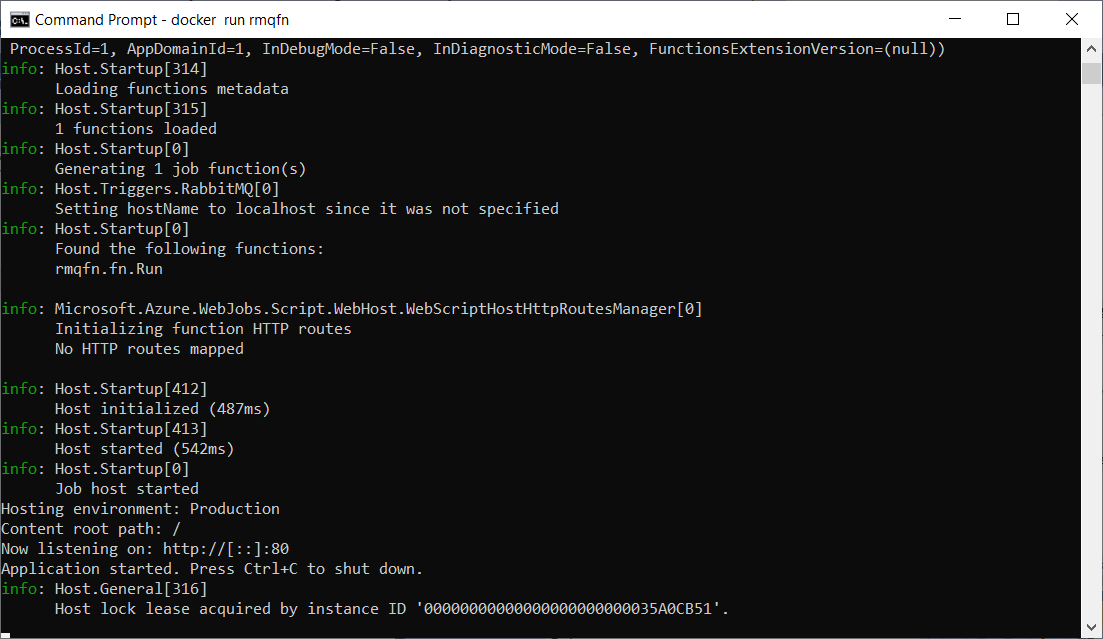 Command Prompt - docker  run rmqfn
 ProcessId=1, AppDomainId=1, InDebugMode=False, InDiagnosticMode=False, FunctionsExtensionVersion=(null))
info: Host.Startup[314]
      Loading functions metadata
info: Host.Startup[315]
      1 functions loaded
info: Host.Startup[0]
      Generating 1 job function(s)
info: Host.Triggers.RabbitMQ[0]
      Setting hostName to localhost since it was not specified
info: Host.Startup[0]
      Found the following functions:
      rmqfn.fn.Run
info: Microsoft.Azure.WebJobs.Script.WebHost.WebScriptHostHttpRoutesManager[0]
      Initializing function HTTP routes
      No HTTP routes mapped
info: Host.Startup[412]
      Host initialized (487ms)
info: Host.Startup[413]
      Host started (542ms)
info: Host.Startup[0]
      Job host started
Hosting environment: Production
Content root path: /
Now listening on: http://[::]:80
Application started. Press Ctrl+C to shut down.
info: Host.General[316]
      Host lock lease acquired by instance ID '00000000000000000000000035A0CB51'.